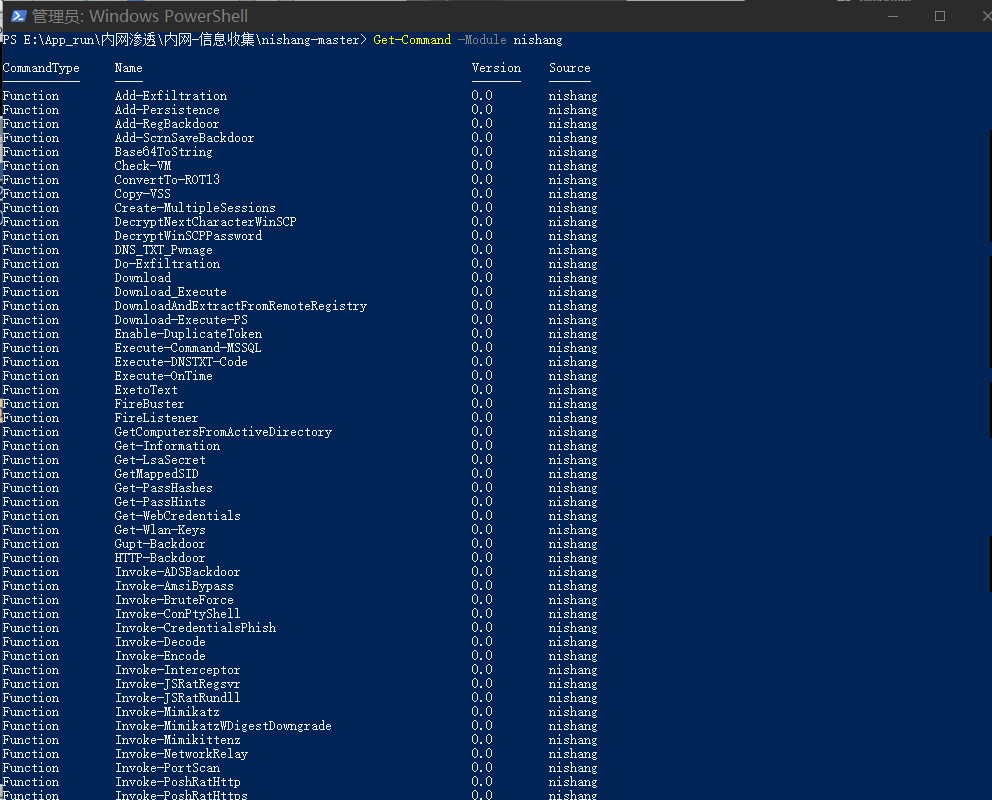 管理员: Windows PowerShell
PS E:\App_run\内网渗透\内网-信息收集\nishang-master> Get-Command -Module nishang
CommandType Name Version Source
Function Add-Exfiltration 0.0 nishang
Function Add-Persistence 0.0 nishang
Function Add-RegBackdoor 0.0 nishang
Function Add-ScrnSaveBackdoor 0.0 nishang
Function Base64ToString 0.0 nishang
Function Check-VM 0.0 nishang
Function ConvertTo-ROT13 0.0 nishang
Function Copy-VSS 0.0 nishang
Function Create-MultipleSessions 0.0 nishang
Function DecryptNextCharacterWinSCP 0.0 nishang
Function DecryptWinSCPPassword 0.0 nishang
Function DNS_TXT_Pwnage 0.0 nishang
Function Do-Exfiltration 0.0 nishang
Function Download 0.0 nishang
Function Download_Execute 0.0 nishang
Function DownloadAndExtractFromRemoteRegistry 0.0 nishang
Function Download-Execute-PS 0.0 nishang
Function Enable-DuplicateToken 0.0 nishang
Function Execute-Command-MSSQL 0.0 nishang
Function Execute-DNSTXT-Code 0.0 nishang
Function Execute-OnTime 0.0 nishang
Function ExetoText 0.0 nishang
Function FireBuster 0.0 nishang
Function FireListener 0.0 nishang
Function GetComputersFromActiveDirectory 0.0 nishang
Function Get-Information 0.0 nishang
Function Get-LsaSecret 0.0 nishang
Function GetMappedSID 0.0 nishang
Function Get-PassHashes 0.0 nishang
Function Get-PassHints 0.0 nishang
Function Get-WebCredentials 0.0 nishang
Function Get-Wlan-Keys 0.0 nishang
Function Gupt-Backdoor 0.0 nishang
Function HTTP-Backdoor 0.0 nishang
Function Invoke-ADSBackdoor 0.0 nishang
Function Invoke-AmsiBypass 0.0 nishang
Function Invoke-BruteForce 0.0 nishang
Function Invoke-ConPtyShell 0.0 nishang
Function Invoke-CredentialsPhish 0.0 nishang
Function Invoke-Decode 0.0 nishang
Function Invoke-Encode 0.0 nishang
Function Invoke-Interceptor 0.0 nishang
Function Invoke-JSRatRegsvr 0.0 nishang
Function Invoke-JSRatRundll 0.0 nishang
Function Invoke-Mimikatz 0.0 nishang
Function Invoke-MimikatzWDigestDowngrade 0.0 nishang
Function Invoke-Mimikittenz 0.0 nishang
Function Invoke-NetworkRelay 0.0 nishang
Function Invoke-PortScan 0.0 nishang
Function Invoke-PoshRatHttp 0.0 nishang
Function Invoke-PoshRatHttps 0.0 nishang